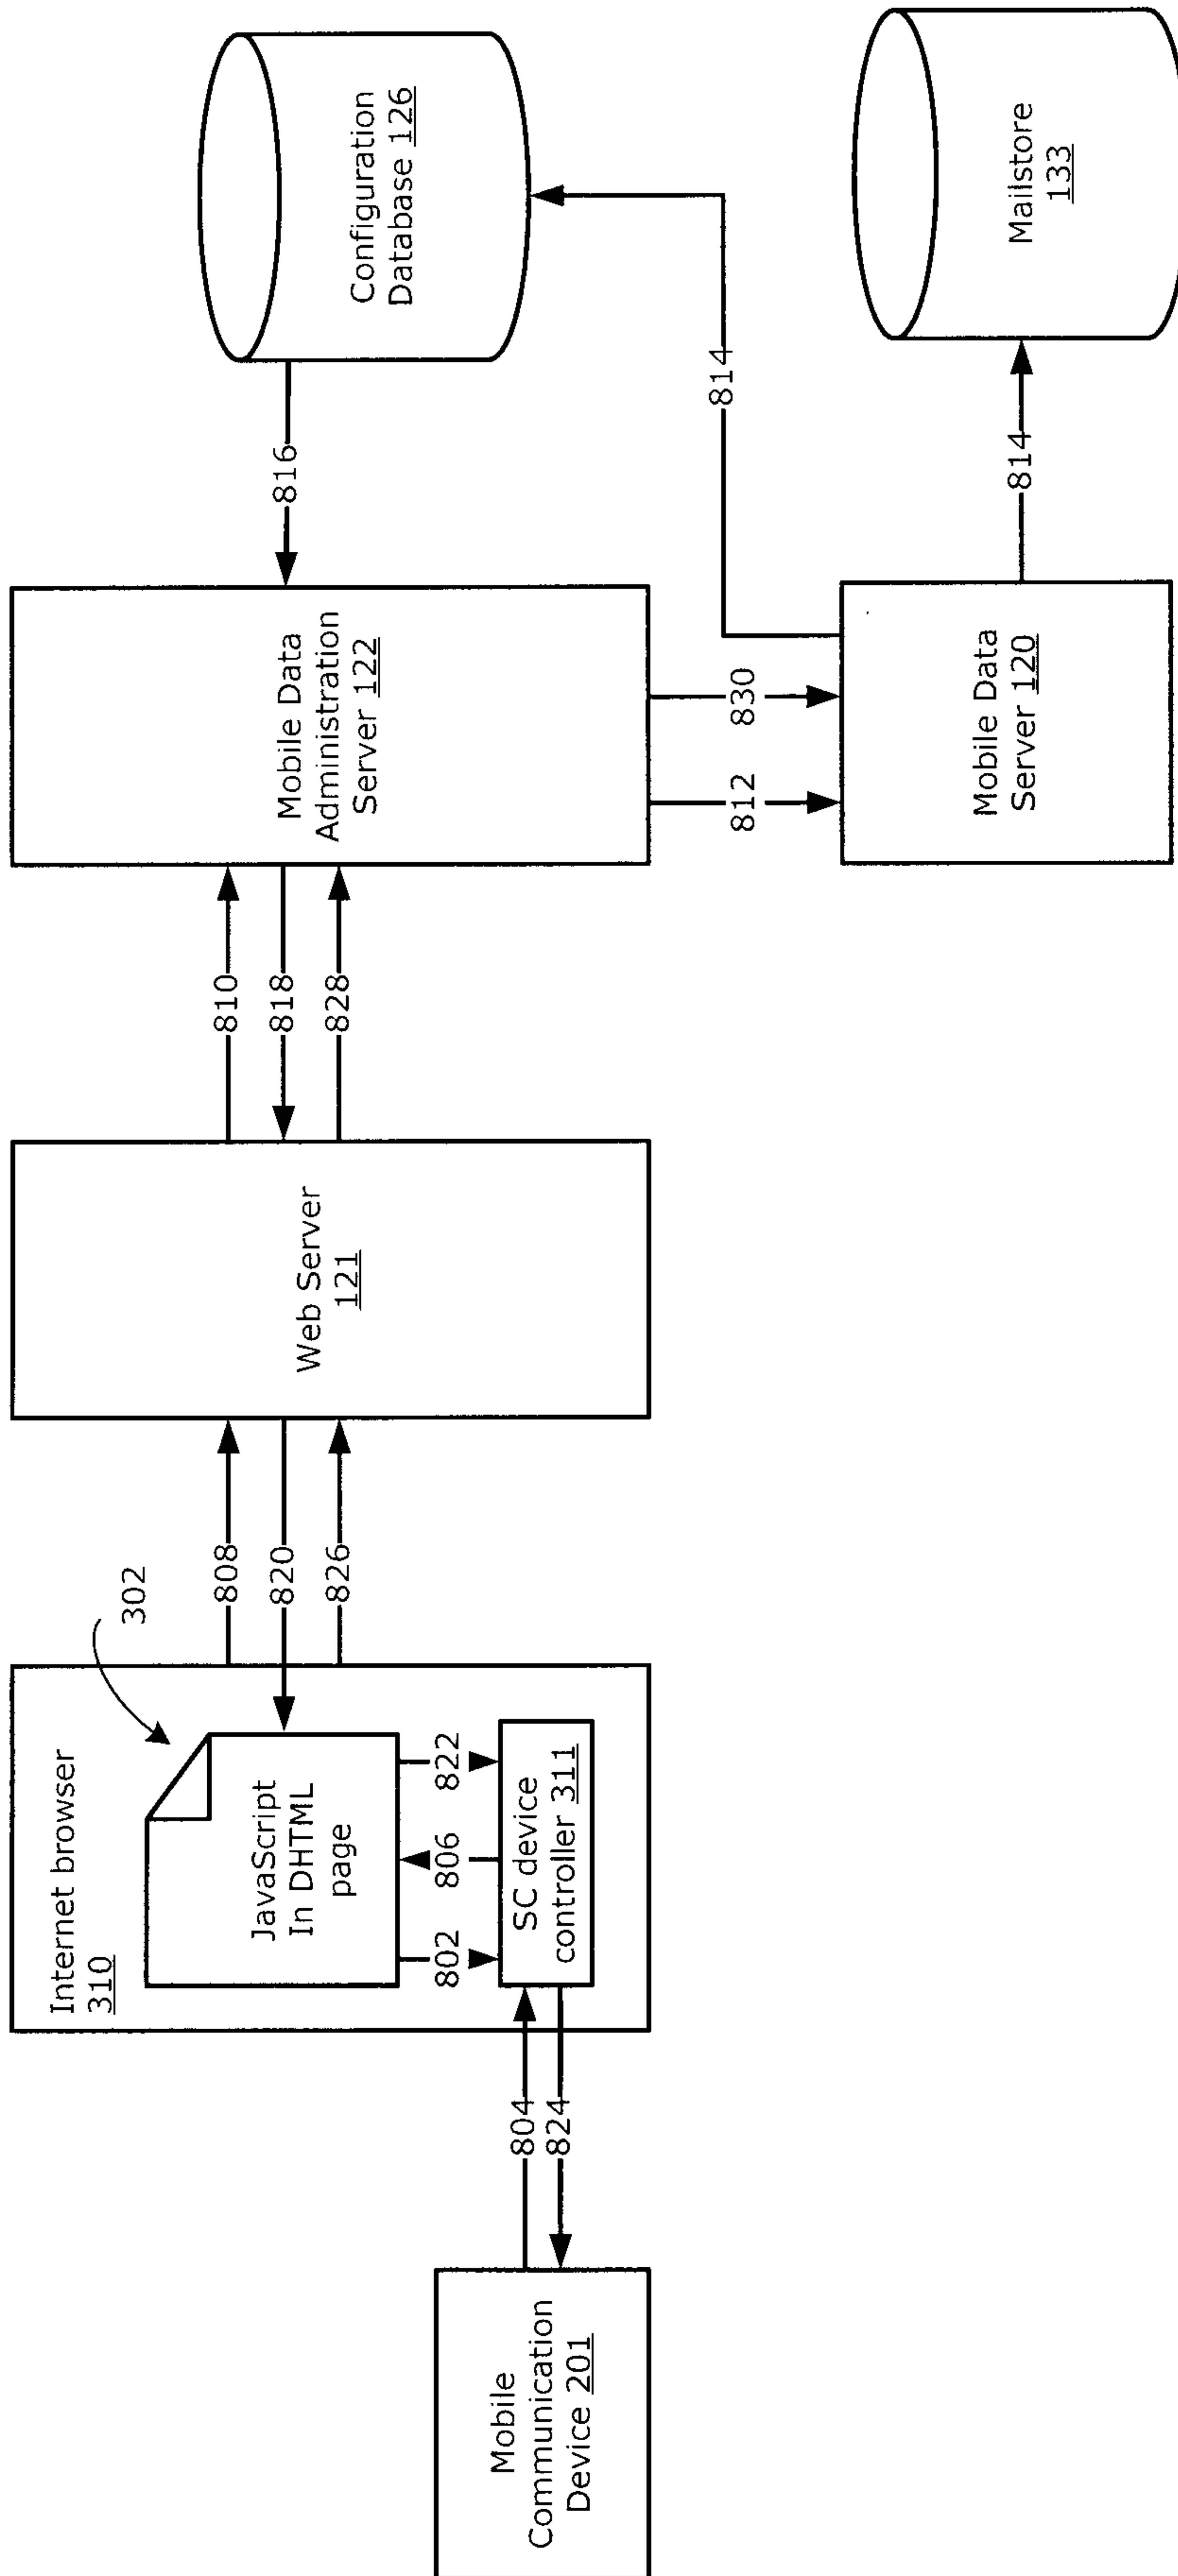 Internet browser
310
302
JavaScript
In DHTML
page
802
806
822
SC device
controller 311
Mobile
Communication
Device 201
804
824
808
820
826
Web Server
121
810
818
828
Mobile Data
Administration
Server 122
816
Configuration
Database 126
812
830
814
Mobile Data
Server 120
814
Mailstore
133